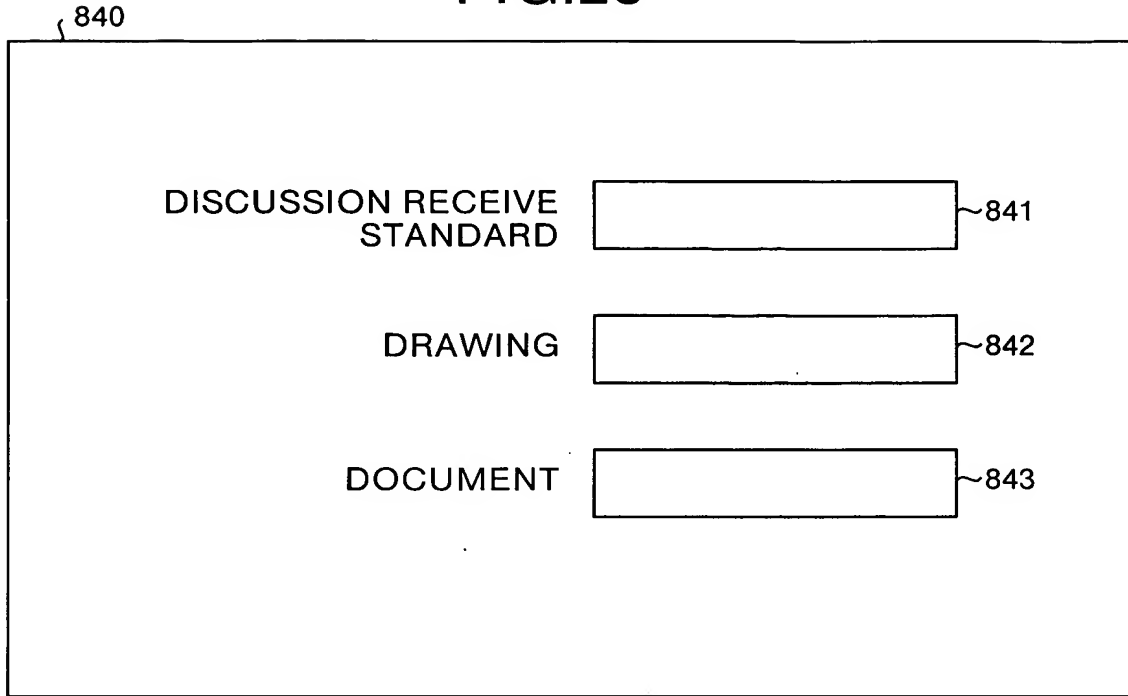 840
DISCUSSION RECEIVE
STANDARD
841
DRAWING
842
DOCUMENT
843